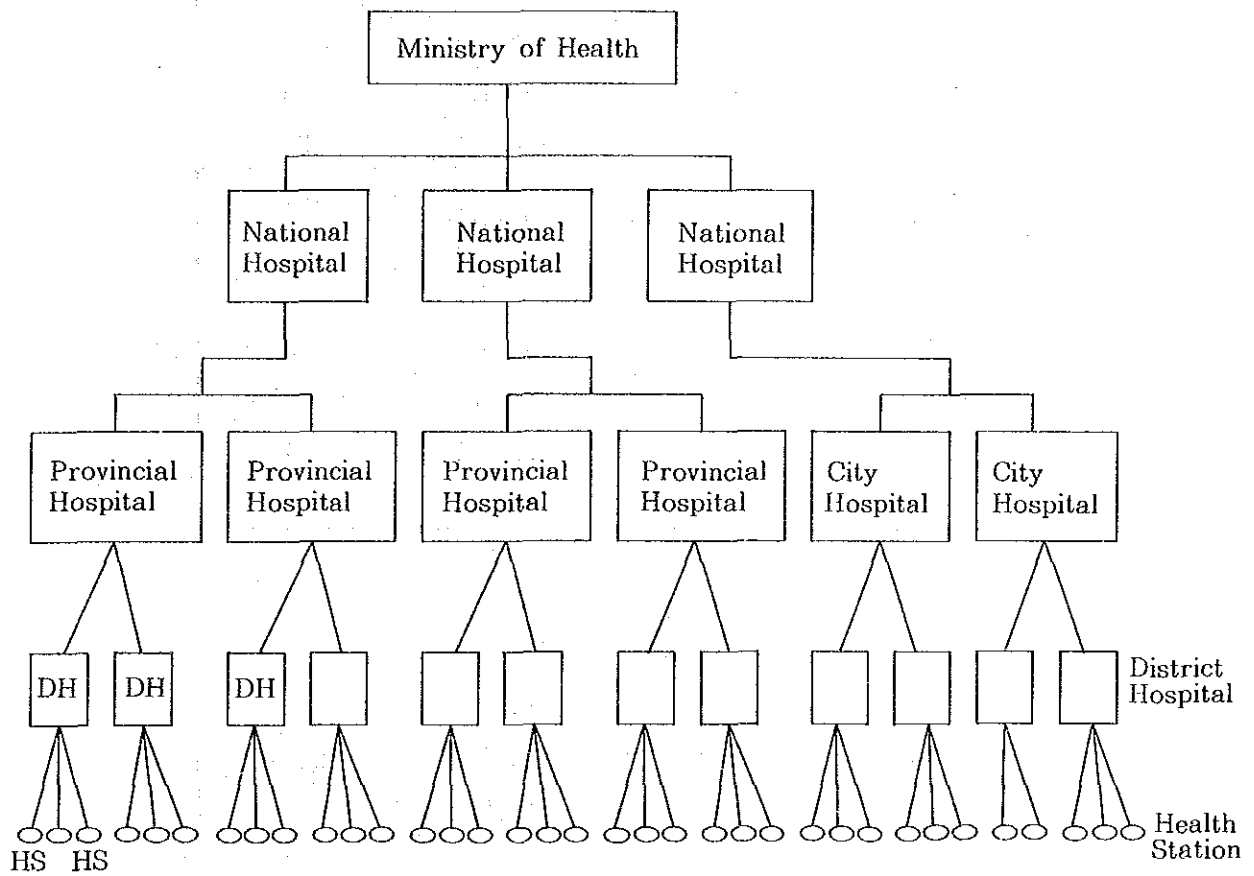 Ministry of Health
National
Hospital
National
Hospital
National
Hospital
Provincial
Hospital
Provincial
Hospital
Provincial
Hospital
Provincial
Hospital
City
Hospital
City
Hospital
DH
DH
DH
District
Hospital
HS
HS
Health
Station